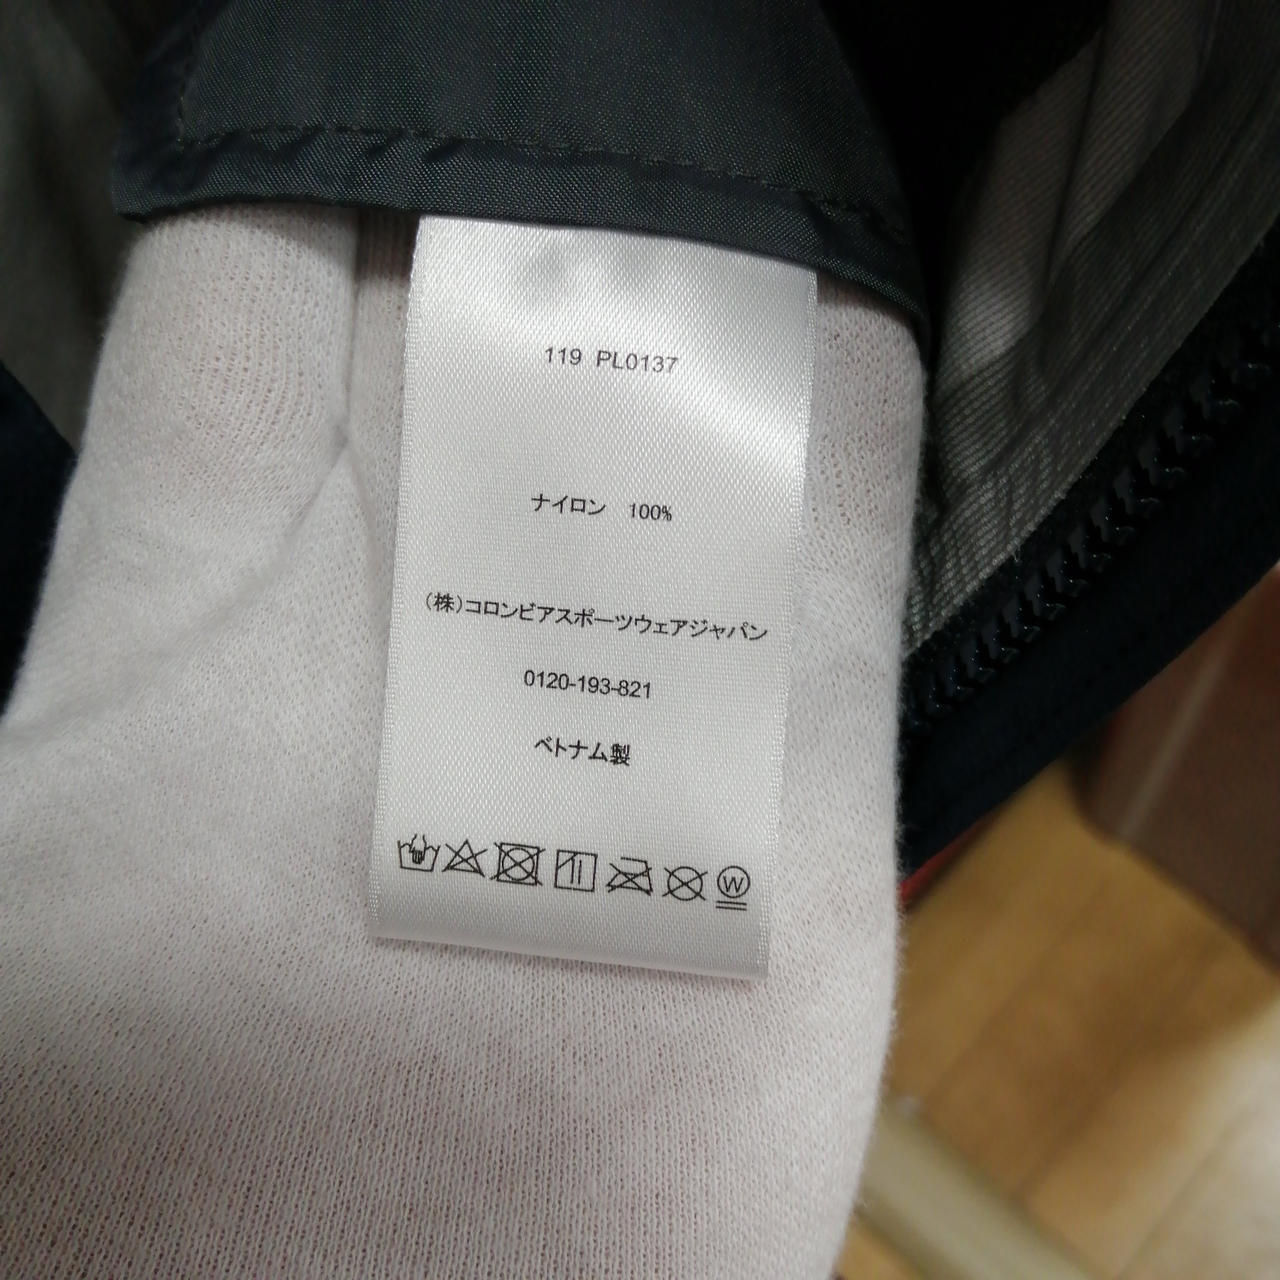 119 PL0137
ナイロン 100%
(株)コロンビアスポーツウェアジャパン
0120-193-821
ベトナム製
W